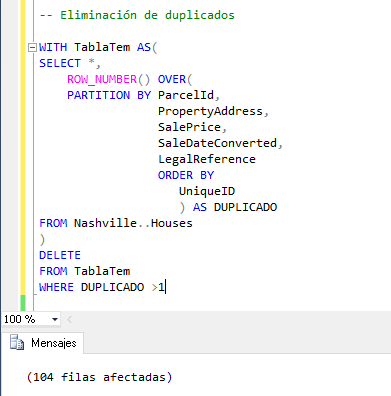 -- Eliminación de duplicados
WITH TablaTem AS(
SELECT *,
ROW_NUMBER() OVER(
PARTITION BY ParcelId,
PropertyAddress,
SalePrice,
SaleDateConverted,
LegalReference
ORDER BY
UniqueID
) AS DUPLICADO
FROM Nashville..Houses
)
DELETE
FROM TablaTem
WHERE DUPLICADO >1
100 %
Mensajes
(104 filas afectadas)